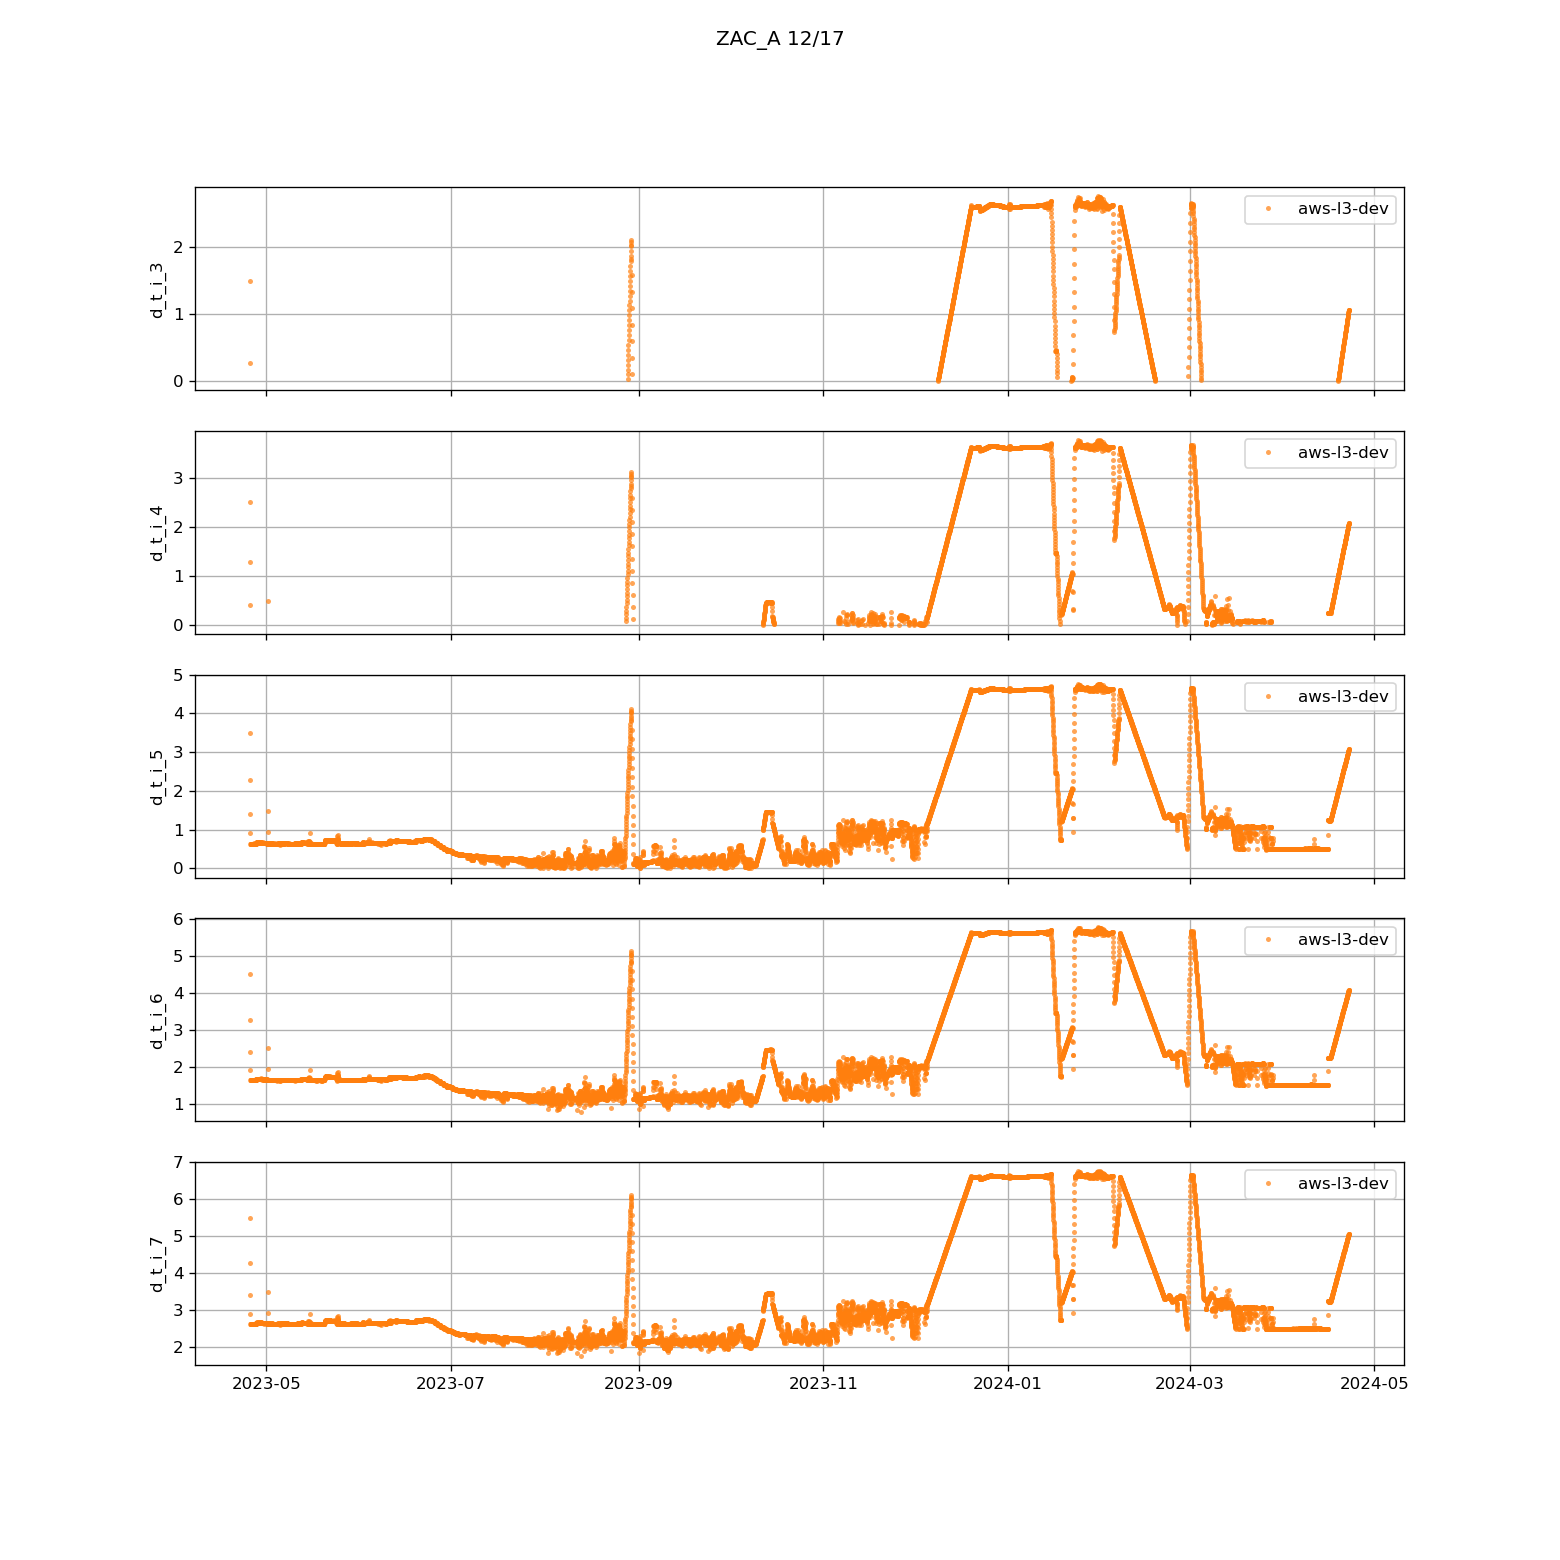 ZAC_A 12/17
d_t_i_3
2
1
0
aws-l3-dev
d_t_i_4
3
2
1
0
aws-l3-dev
d_t_i_5
5
4
3
2
1
0
aws-l3-dev
d_t_i_6
6
5
4
3
2
1
aws-l3-dev
d_t_i_7
7
6
5
4
3
2
aws-l3-dev
2023-05
2023-07
2023-09
2023-11
2024-01
2024-03
2024-05